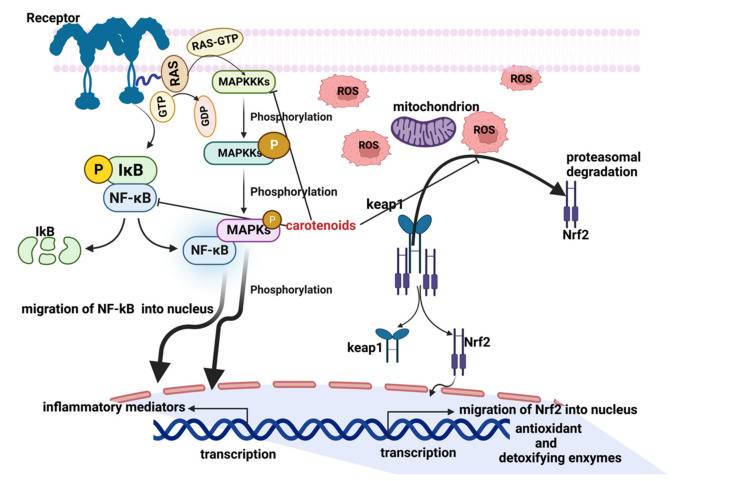 Receptor
RAS-GTP
RAS
GTP
GDP
MAPKKKs
Phosphorylation
MAPKKs
P
Phosphorylation
P
IκB
NF-κB
IkB
NF-κB
MAPKs
P
carotenoids
Phosphorylation
migration of NF-kB into nucleus
ROS
ROS
ROS
ROS
mitochondrion
keap1
proteasomal
degradation
Nrf2
keap1
Nrf2
inflammatory mediators
transcription
transcription
migration of Nrf2 into nucleus
antioxidant
and
detoxifying enxymes